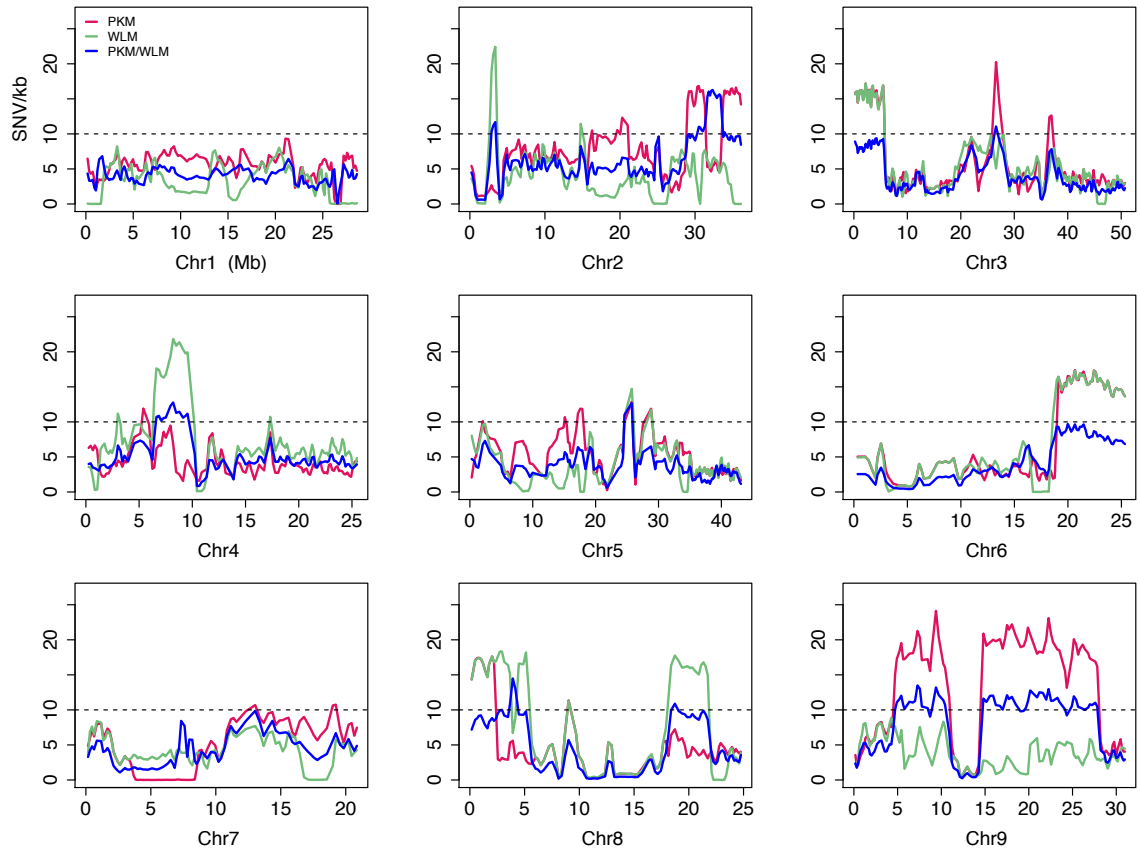 PKM
WLM
PKM/WLM
SNV/kb
0 5 10 20
0 5 10 15 20 25
Chr1 (Mb)
0 5 10 20
0 10 20 30
Chr2
0 5 10 20
0 10 20 30 40 50
Chr3
0 5 10 20
0 5 10 15 20 25
Chr4
0 5 10 20
0 10 20 30 40
Chr5
0 5 10 20
0 5 10 15 20 25
Chr6
0 5 10 20
0 5 10 15 20
Chr7
0 5 10 20
0 5 10 15 20 25
Chr8
0 5 10 20
0 5 10 15 20 25 30
Chr9